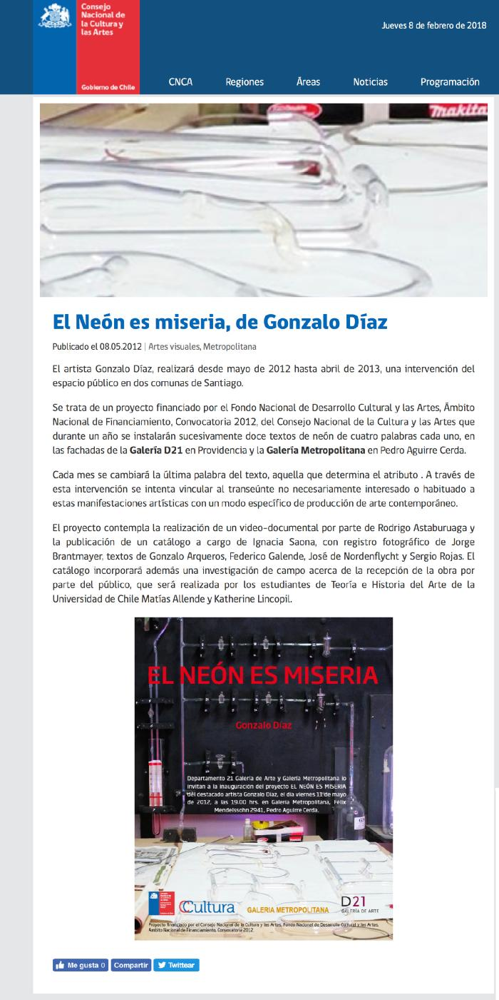 Consejo
Nacional de
la Cultura y
las Artes
Gobierno de Chile
Jueves 8 de febrero de 2018
CNCA Regiones Áreas Noticias Programación
makita
El Neón es miseria, de Gonzalo Díaz
Publicado el 08.05.2012 | Artes visuales, Metropolitana
El artista Gonzalo Díaz, realizará desde mayo de 2012 hasta abril de 2013, una intervención del
espacio público en dos comunas de Santiago.
Se trata de un proyecto financiado por el Fondo Nacional de Desarrollo Cultural y las Artes, Ámbito
Nacional de Financiamiento, Convocatoria 2012, del Consejo Nacional de la Cultura y las Artes que
durante un año se instalarán sucesivamente doce textos de neón de cuatro palabras cada uno, en
las fachadas de la Galería D21 en Providencia y la Galería Metropolitana en Pedro Aguirre Cerda.
Cada mes se cambiará la última palabra del texto, aquella que determina el atributo . A través de
esta intervención se intenta vincular al transeúnte no necesariamente interesado o habituado a
estas manifestaciones artísticas con un modo específico de producción de arte contemporáneo.
El proyecto contempla la realización de un video-documental por parte de Rodrigo Astaburuaga y
la publicación de un catálogo a cargo de Ignacia Saona, con registro fotográfico de Jorge
Brantmayer, textos de Gonzalo Arqueros, Federico Galende, José de Nordenflycht y Sergio Rojas. El
catálogo incorporará además una investigación de campo acerca de la recepción de la obra por
parte del público, que será realizada por los estudiantes de Teoría e Historia del Arte de la
Universidad de Chile Matías Allende y Katherine Lincopil.
EL NEÓN ES MISERIA
Gonzalo Díaz
Departamento 21 Galería de Arte y Galería Metropolitana lo
invitan a la inauguración del proyecto EL NEÓN ES MISERIA
del destacado artista Gonzalo Díaz, el día viernes 11 de mayo
de 2012, a las 19.00 hrs. en Galería Metropolitana, Félix
Mendelssohn 2941, Pedro Aguirre Cerda.
Cultura
GALERIA METROPOLITANA
D21
GALERÍA DE ARTE
Proyecto financiado por el Consejo Nacional de la Cultura y las Artes, Fondo Nacional de Desarrollo Cultural y las Artes,
Ámbito Nacional de Financiamiento, Convocatoria 2012.
Me gusta 0 Compartir Twittear